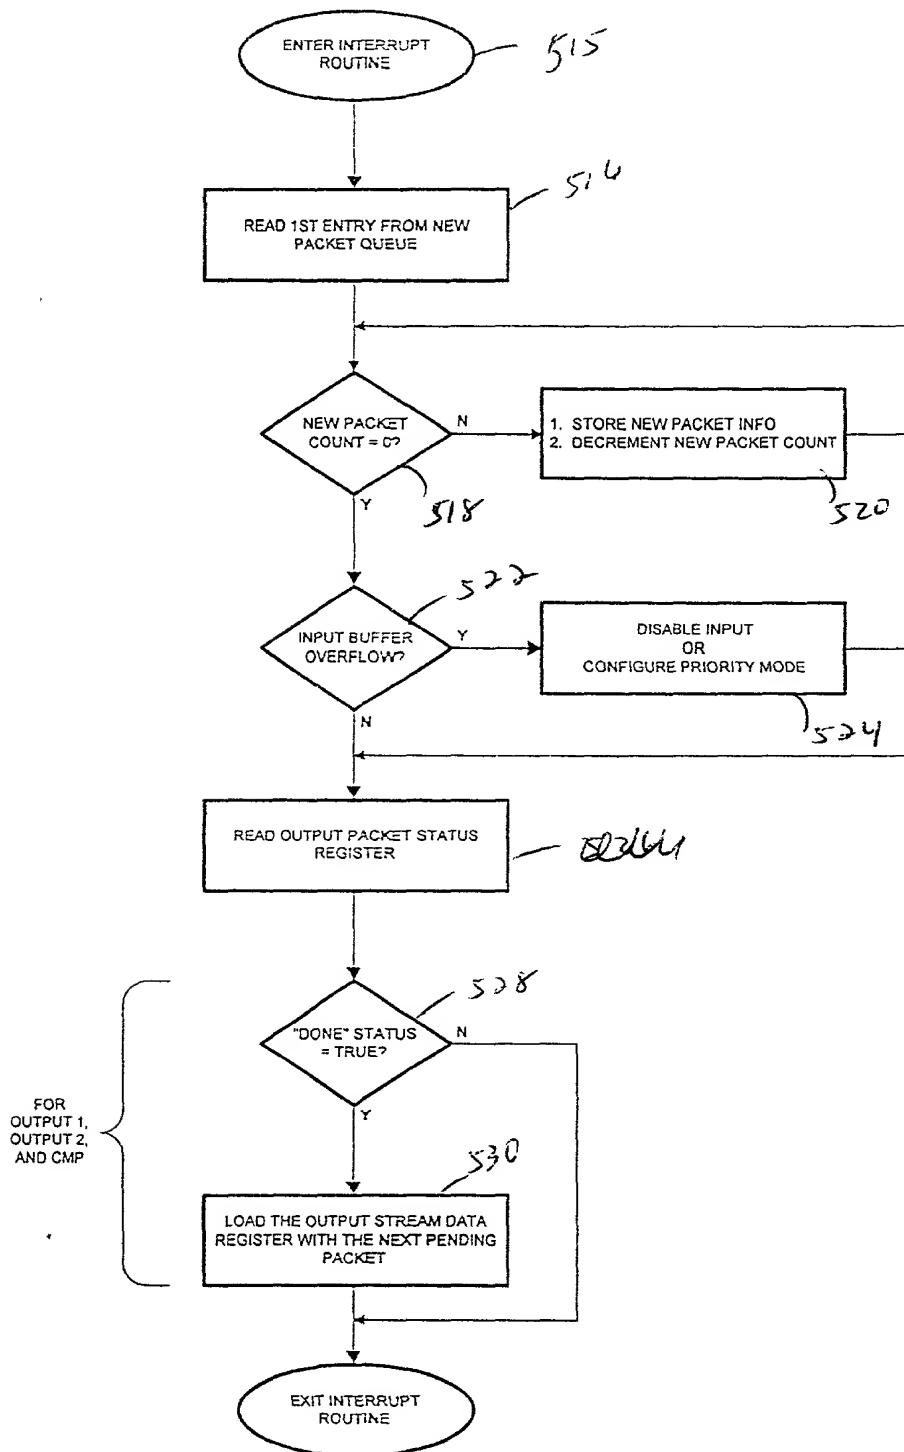 ENTER INTERRUPT
ROUTINE
515
516
READ 1ST ENTRY FROM NEW
PACKET QUEUE
NEW PACKET
COUNT = 0?
N
Y
518
1. STORE NEW PACKET INFO
2. DECREMENT NEW PACKET COUNT
520
522
INPUT BUFFER
OVERFLOW?
Y
N
DISABLE INPUT
OR
CONFIGURE PRIORITY MODE
524
READ OUTPUT PACKET STATUS
REGISTER
528
"DONE" STATUS
= TRUE?
N
Y
FOR
OUTPUT 1,
OUTPUT 2,
AND CMP
530
LOAD THE OUTPUT STREAM DATA
REGISTER WITH THE NEXT PENDING
PACKET
EXIT INTERRUPT
ROUTINE